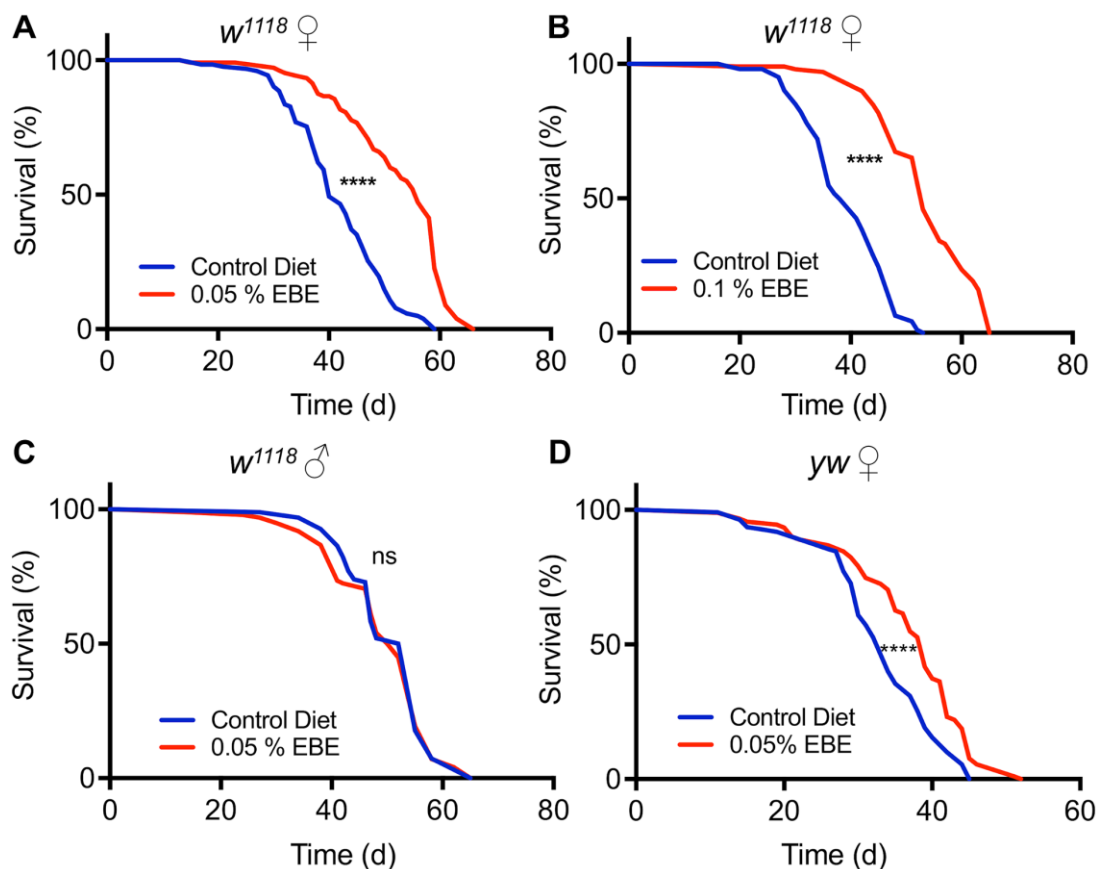 A
w1118 ♀
Survival (%)
100
50
0
****
Control Diet
0.05 % EBE
0 20 40 60 80
Time (d)
B
w1118 ♀
Survival (%)
100
50
0
****
Control Diet
0.1 % EBE
0 20 40 60 80
Time (d)
C
w1118 ♂
Survival (%)
100
50
0
ns
Control Diet
0.05 % EBE
0 20 40 60 80
Time (d)
D
yw ♀
Survival (%)
100
50
0
****
Control Diet
0.05% EBE
0 20 40 60
Time (d)